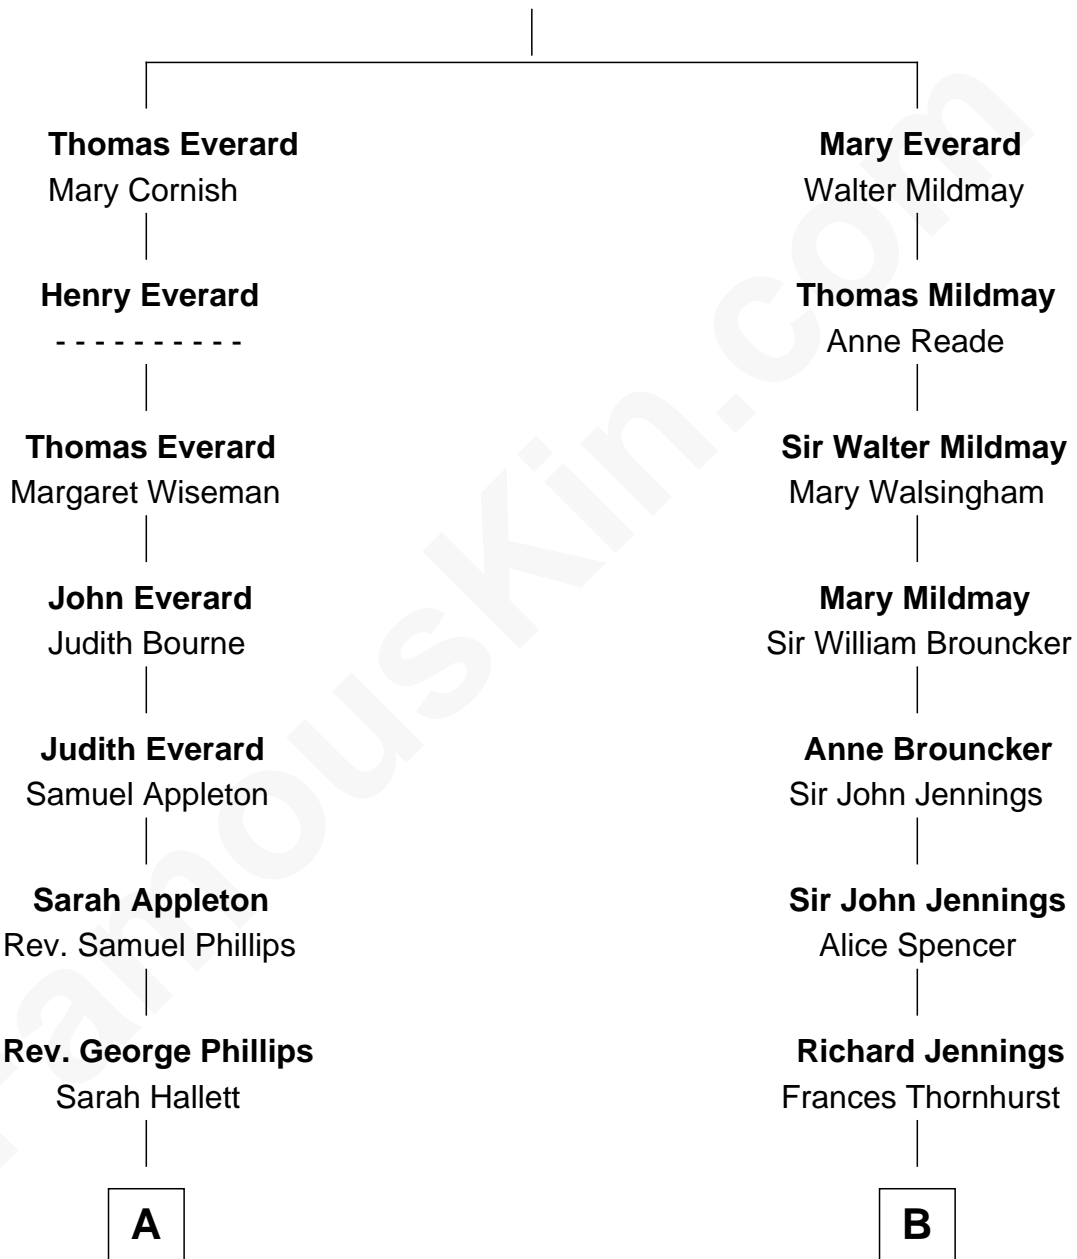 Thomas Everard
Mary Cornish
Henry Everard
- - - - - - - - - -
Thomas Everard
Margaret Wiseman
John Everard
Judith Bourne
Judith Everard
Samuel Appleton
Sarah Appleton
Rev. Samuel Phillips
Rev. George Phillips
Sarah Hallett
A
Mary Everard
Walter Mildmay
Thomas Mildmay
Anne Reade
Sir Walter Mildmay
Mary Walsingham
Mary Mildmay
Sir William Brouncker
Anne Brouncker
Sir John Jennings
Sir John Jennings
Alice Spencer
Richard Jennings
Frances Thornhurst
B
FamousKin.com